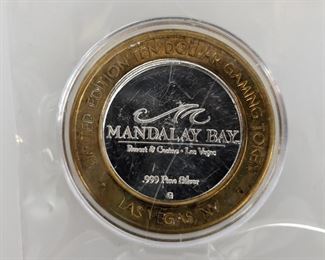 LIMITED EDITION TEN DOLLAR GAMING TOKEN
MANDALAY BAY
Resort & Casino • Las Vegas
.999 Fine Silver
G
LAS VEGAS, NV